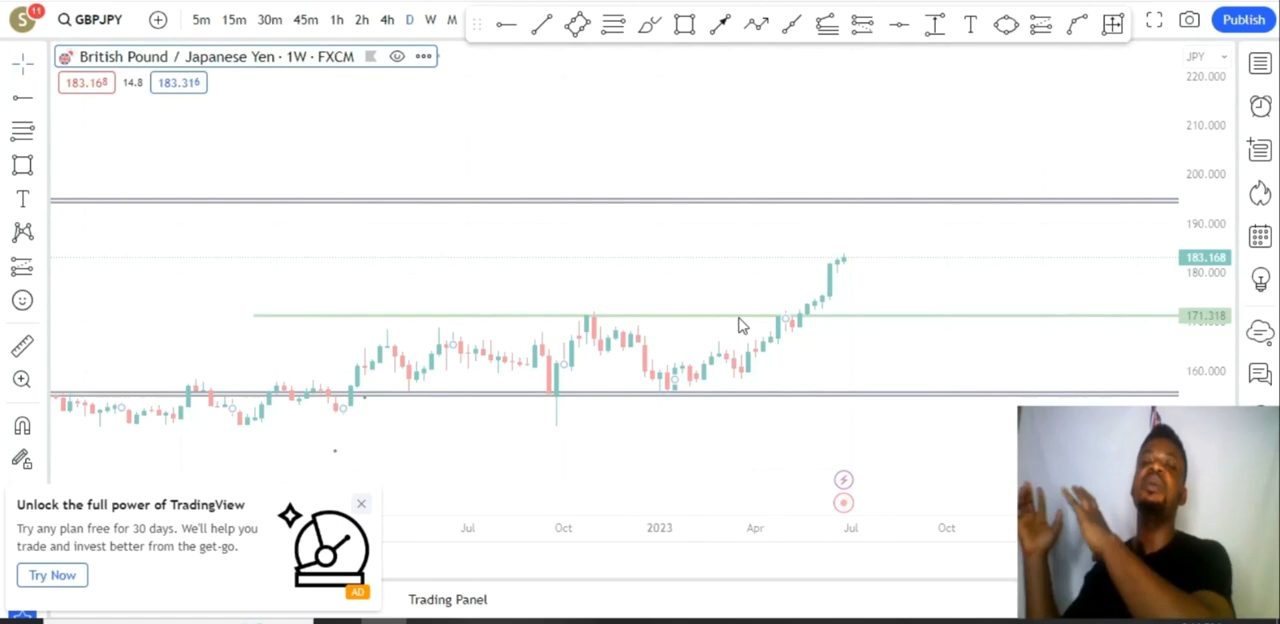 S 11 GBPJPY 5m 15m 30m 45m 1h 2h 4h D W M T Publish
British Pound / Japanese Yen · 1W · FXCM
JPY
183.168 14.8 183.316
220.000
210.000
200.000
190.000
183.168
180.000
171.318
160.000
T
Unlock the full power of TradingView
Try any plan free for 30 days. We'll help you
trade and invest better from the get-go.
Try Now
AD
Jul Oct 2023 Apr Jul Oct
Trading Panel